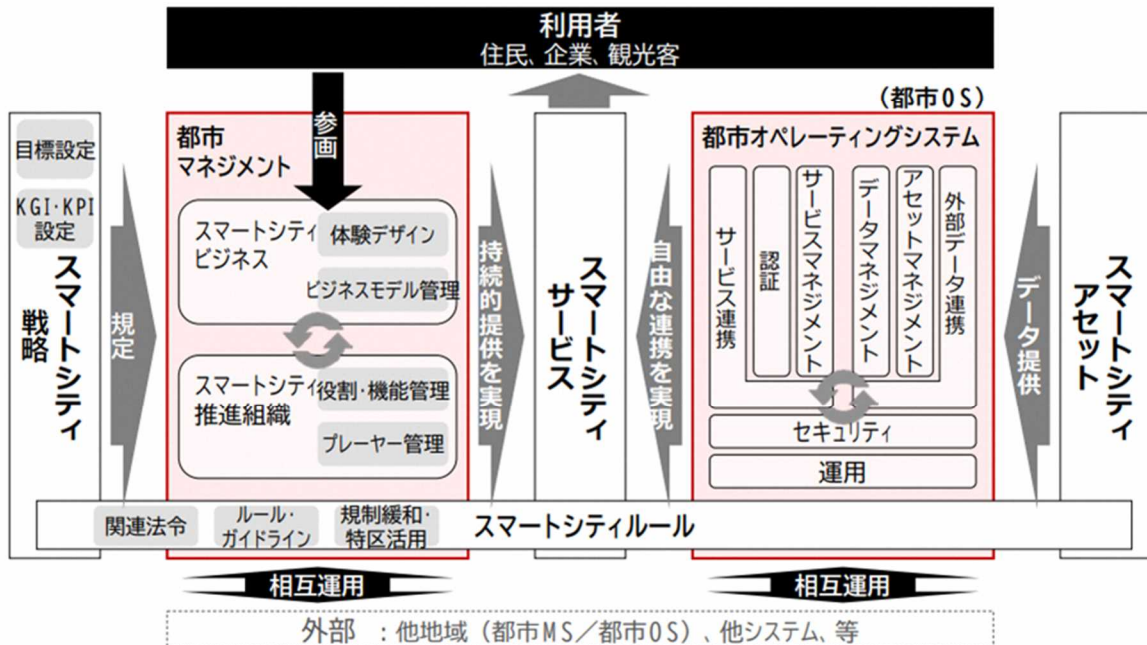 利用者
住民、企業、観光客
参画
(都市OS)
目標設定
KGI・KPI
設定
スマートシティ
戦略
規定
都市
マネジメント
スマートシティ
ビジネス
体験デザイン
ビジネスモデル管理
スマートシティ
推進組織
役割・機能管理
プレーヤー管理
持続的提供を実現
スマートシティ
サービス
自由な連携を実現
都市オペレーティングシステム
サービス連携
認証
サービスマネジメント
データマネジメント
アセットマネジメント
外部データ連携
セキュリティ
運用
データ提供
スマートシティ
アセット
関連法令
ルール・
ガイドライン
規制緩和・
特区活用
スマートシティルール
相互運用
相互運用
外部 :他地域(都市MS/都市OS)、他システム、等